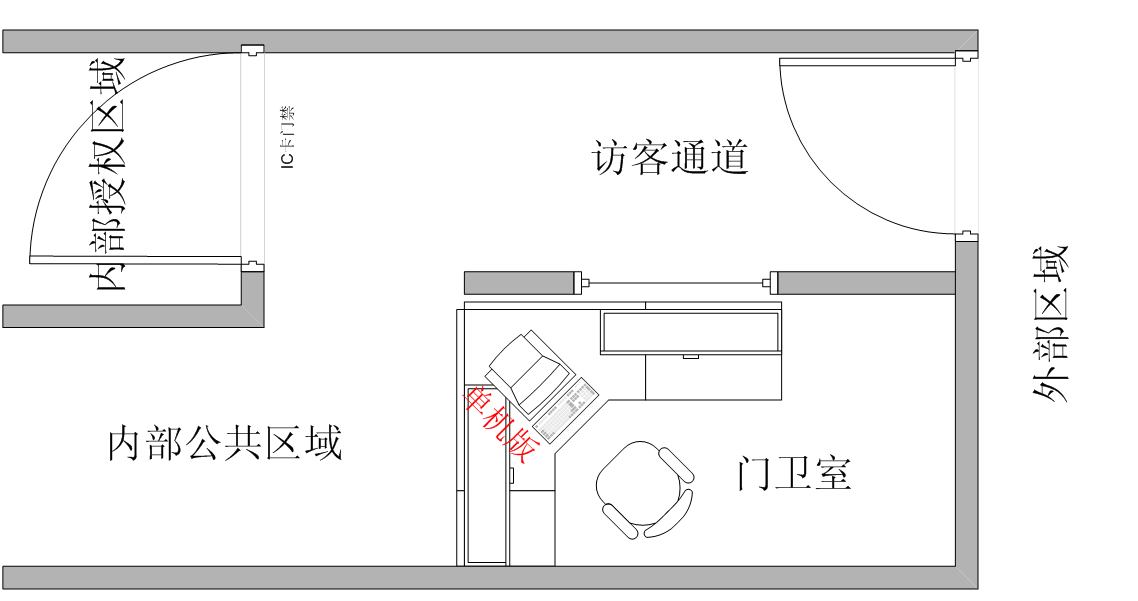 内部授权区域
IC卡门禁
访客通道
外部区域
单机版
内部公共区域
门卫室